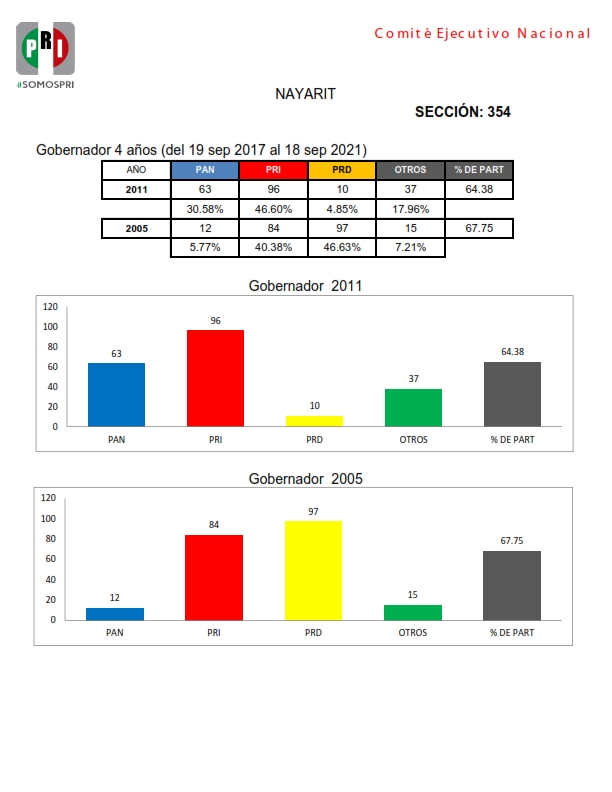 PRI
#SOMOSPRI
Comité Ejecutivo Nacional
NAYARIT
SECCIÓN: 354
Gobernador 4 años (del 19 sep 2017 al 18 sep 2021)
AÑO PAN PRI PRD OTROS % DE PART
2011 63 96 10 37 64.38
30.58% 46.60% 4.85% 17.96%
2005 12 84 97 15 67.75
5.77% 40.38% 46.63% 7.21%
Gobernador 2011
120
100
80
60
40
20
0
63
96
10
37
64.38
PAN PRI PRD OTROS % DE PART
Gobernador 2005
120
100
80
60
40
20
0
12
84
97
15
67.75
PAN PRI PRD OTROS % DE PART